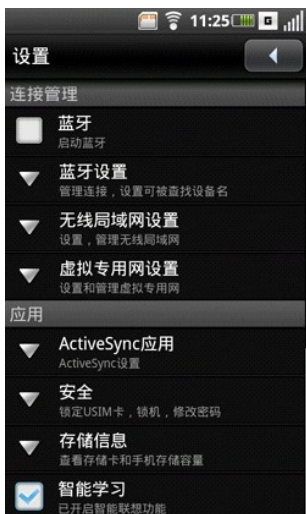 11:25
G
设置
连接管理
蓝牙
启动蓝牙
蓝牙设置
管理连接，设置可被查找设备名
无线局域网设置
设置，管理无线局域网
虚拟专用网设置
设置和管理虚拟专用网
应用
ActiveSync应用
ActiveSync设置
安全
锁定USIM卡，锁机，修改密码
存储信息
查看存储卡和手机存储容量
智能学习
已开启智能联想功能